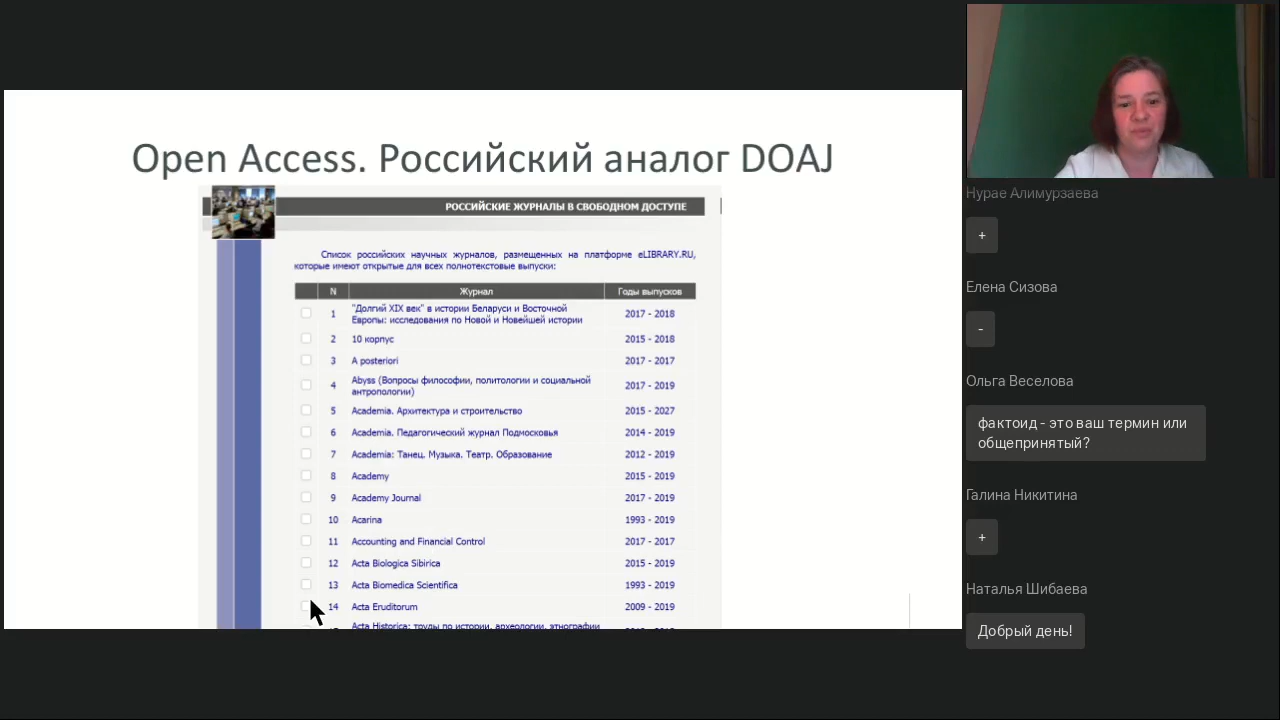 Open Access. Российский аналог DOAJ
РОССИЙСКИЕ ЖУРНАЛЫ В СВОБОДНОМ ДОСТУПЕ
Список российских научных журналов, размещенных на платформе eLIBRARY.RU,
которые имеют открытые для всех полнотекстовые выпуски:
N Журнал Годы выпусков
1 "Долгий XIX век" в истории Беларуси и Восточной
Европы: исследования по Новой и Новейшей истории 2017 - 2018
2 10 корпус 2015 - 2018
3 A posteriori 2017 - 2017
4 Abyss (Вопросы философии, политологии и социальной
антропологии) 2017 - 2019
5 Academia. Архитектура и строительство 2015 - 2027
6 Academia. Педагогический журнал Подмосковья 2014 - 2019
7 Academia: Танец. Музыка. Театр. Образование 2012 - 2019
8 Academy 2015 - 2019
9 Academy Journal 2017 - 2019
10 Acarina 1993 - 2019
11 Accounting and Financial Control 2017 - 2017
12 Acta Biologica Sibirica 2015 - 2019
13 Acta Biomedica Scientifica 1993 - 2019
14 Acta Eruditorum 2009 - 2019
Acta Historica: труды по истории, археологии, этнографии
Нурае Алимурзаева
+
Елена Сизова
-
Ольга Веселова
фактоид - это ваш термин или
общепринятый?
Галина Никитина
+
Наталья Шибаева
Добрый день!